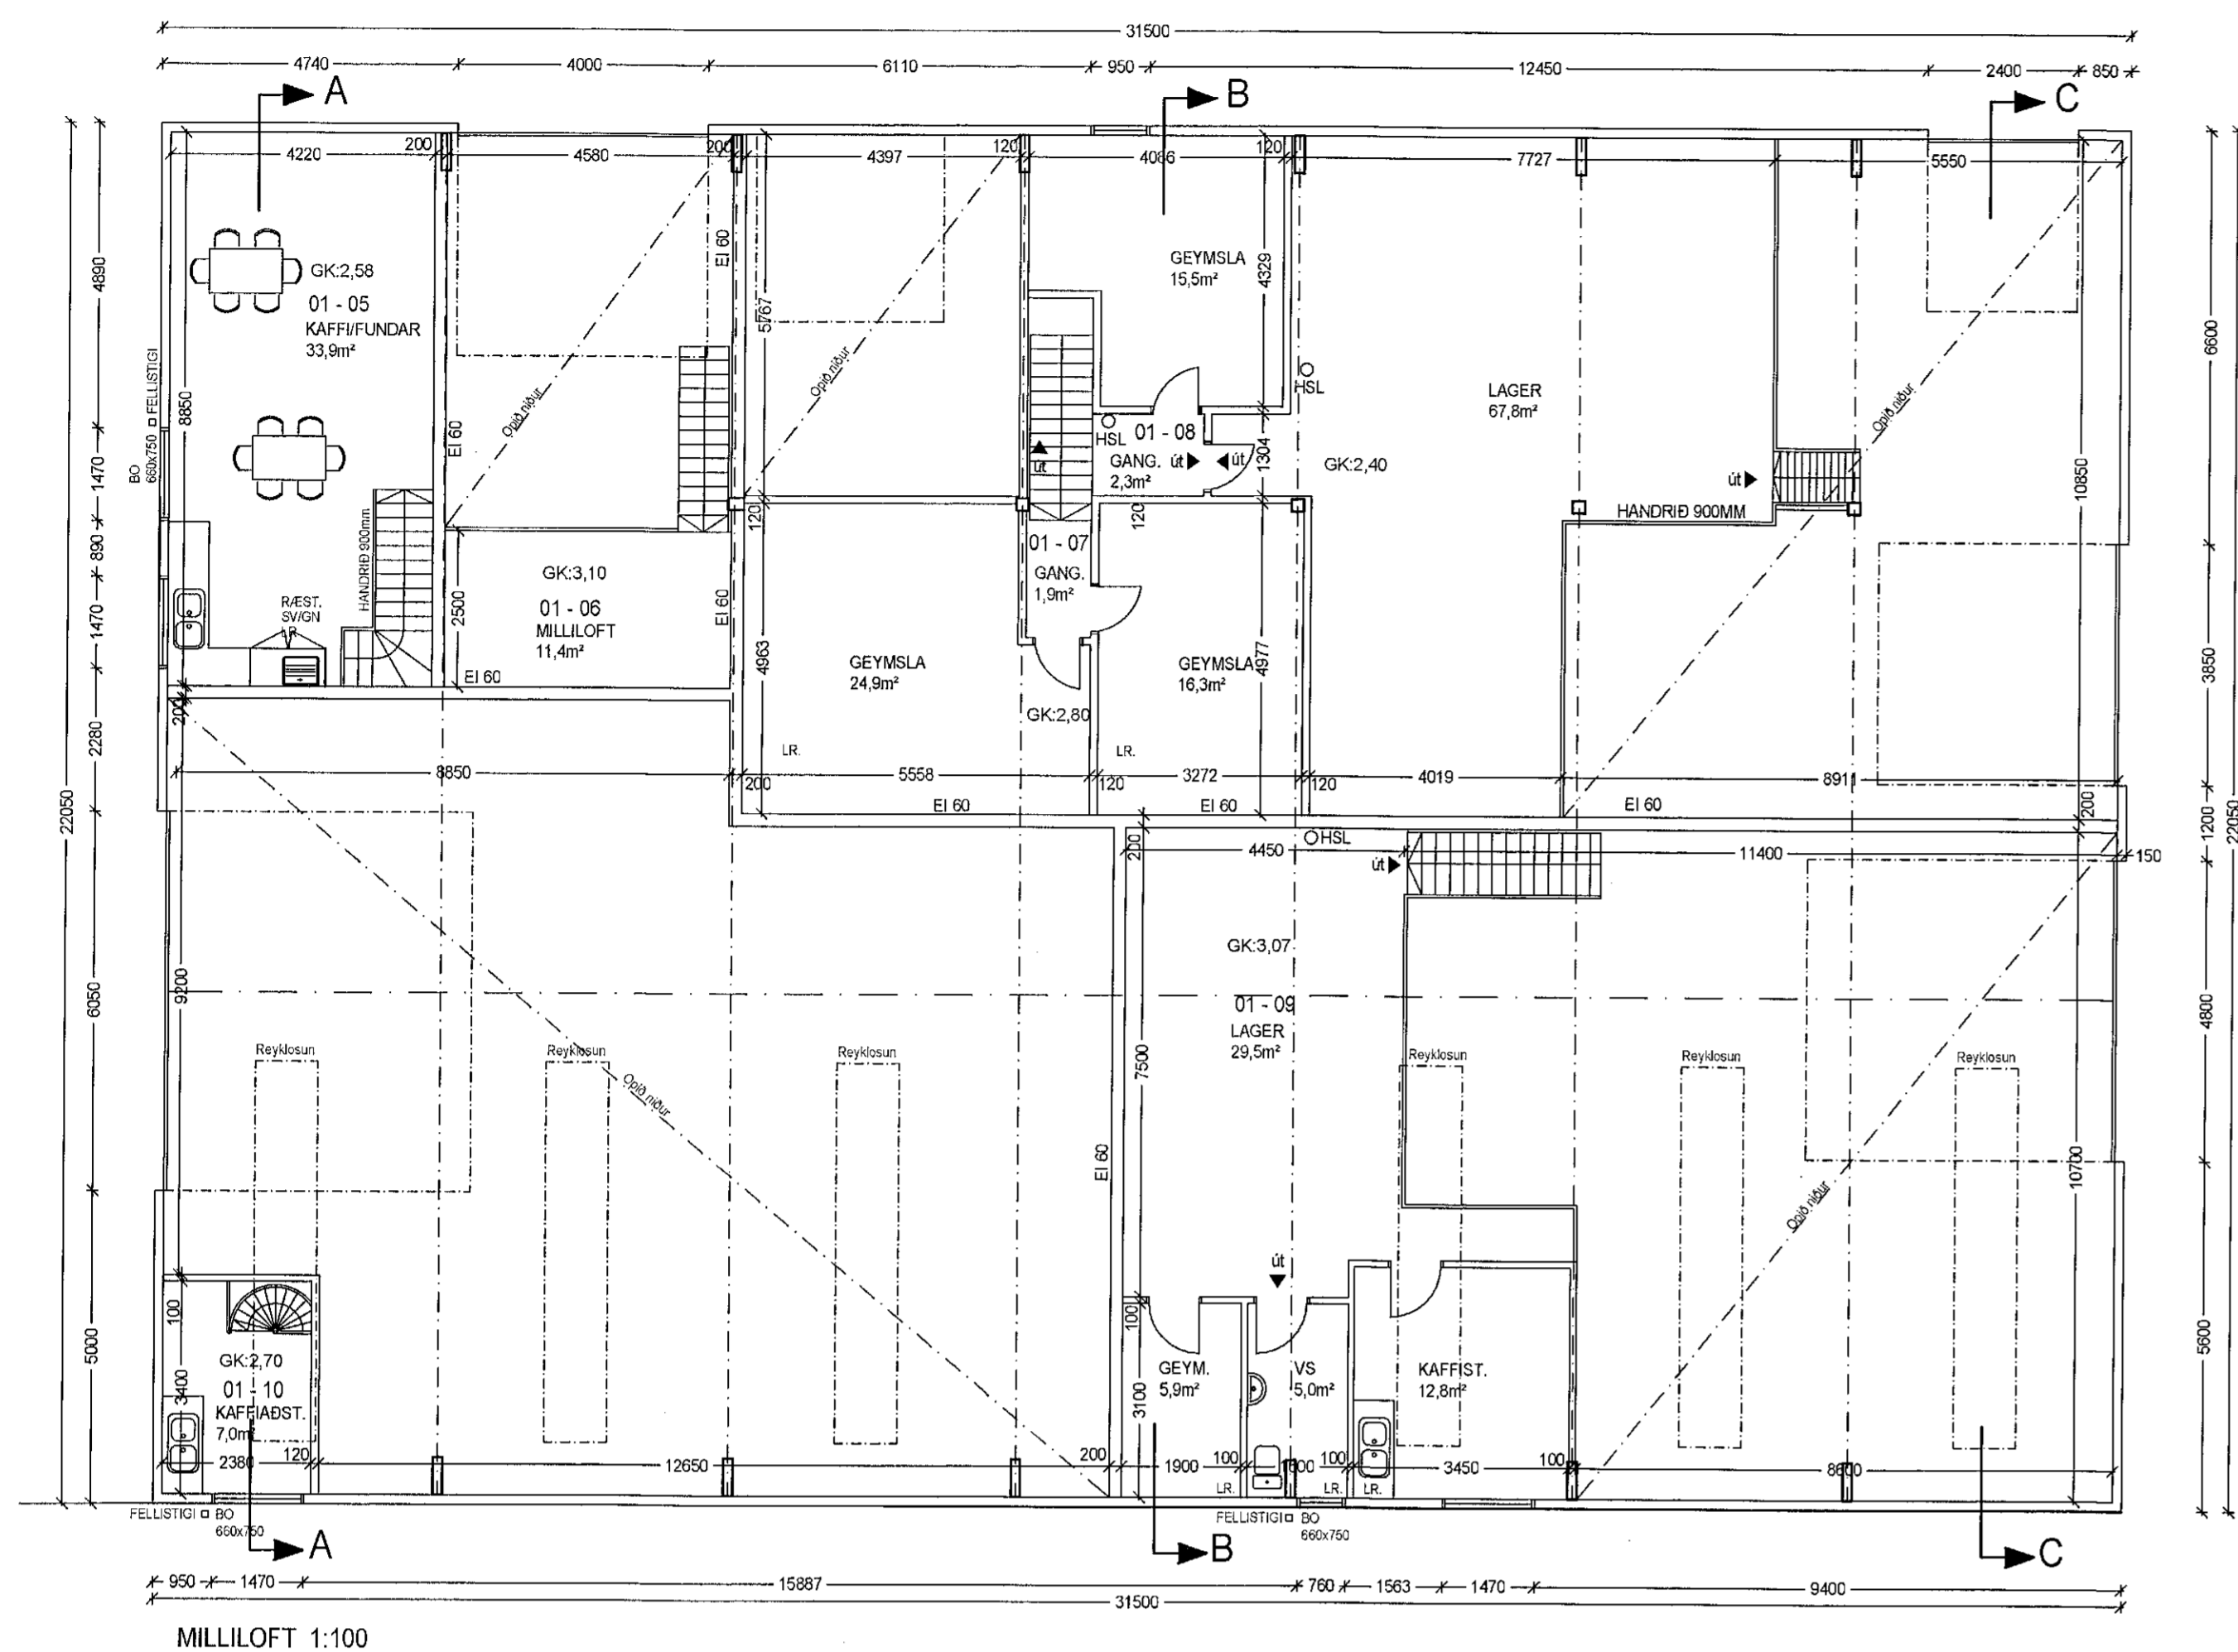 31500
4740 4000 6110 950 12450 2400 850
A B C
4220 200 4580 200 4397 120 4086 120 7727 5550
22050
4890
1470
890
1470
2280
6050
5000
BO
660x750 FELLISTIGI
8850
GK:2,58
01 - 05
KAFFI/FUNDAR
33,9m²
HANDRIÐ 900mm
RÆST.
SV/GN
LR
EI 60
Opið niður
EI 60
2500
GK:3,10
01 - 06
MILLILOFT
11,4m²
EI 60
EI 60
5767
Opið niður
120
4963
GEYMSLA
24,9m²
LR.
GEYMSLA
15,5m²
4329
HSL
HSL
01 - 08
GANG.
2,3m²
út
út
út
1304
120
01 - 07
GANG.
1,9m²
GEYMSLA
16,3m²
4977
GK:2,80
LR.
LAGER
67,8m²
GK:2,40
út
HANDRIÐ 900MM
Opið niður
10850
6600
3850
1200
4800
5600
22050
200
8850 200 5558 120 3272 120 4019 8911
EI 60 EI 60 EI 60
200
200
4450
HSL
út
11400
150
9200
GK:3,07
01 - 09
LAGER
29,5m²
7500
Reyklosun Reyklosun Reyklosun Reyklosun Reyklosun Reyklosun
Opið niður
EI 60
Opið niður
10700
út
100
GK:2,70
01 - 10
KAFFIAÐST.
7,0m²
3400
100
3100
GEYM.
5,9m²
VS
5,0m²
KAFFIST.
12,8m²
2380 120 12650 200 1900 100 1600 100 3450 100 8600
LR. LR. LR.
FELLISTIGI BO
660x750
FELLISTIGI BO
660x750
A B C
950 1470 15887 760 1563 1470 9400
31500
MILLILOFT 1:100